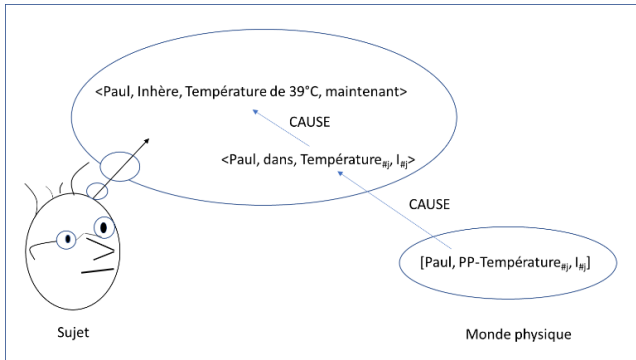 <Paul, Inhère, Température de 39°C, maintenant>
CAUSE
<Paul, dans, Température#j, I#j>
CAUSE
[Paul, PP-Température#j, I#j]
Sujet
Monde physique